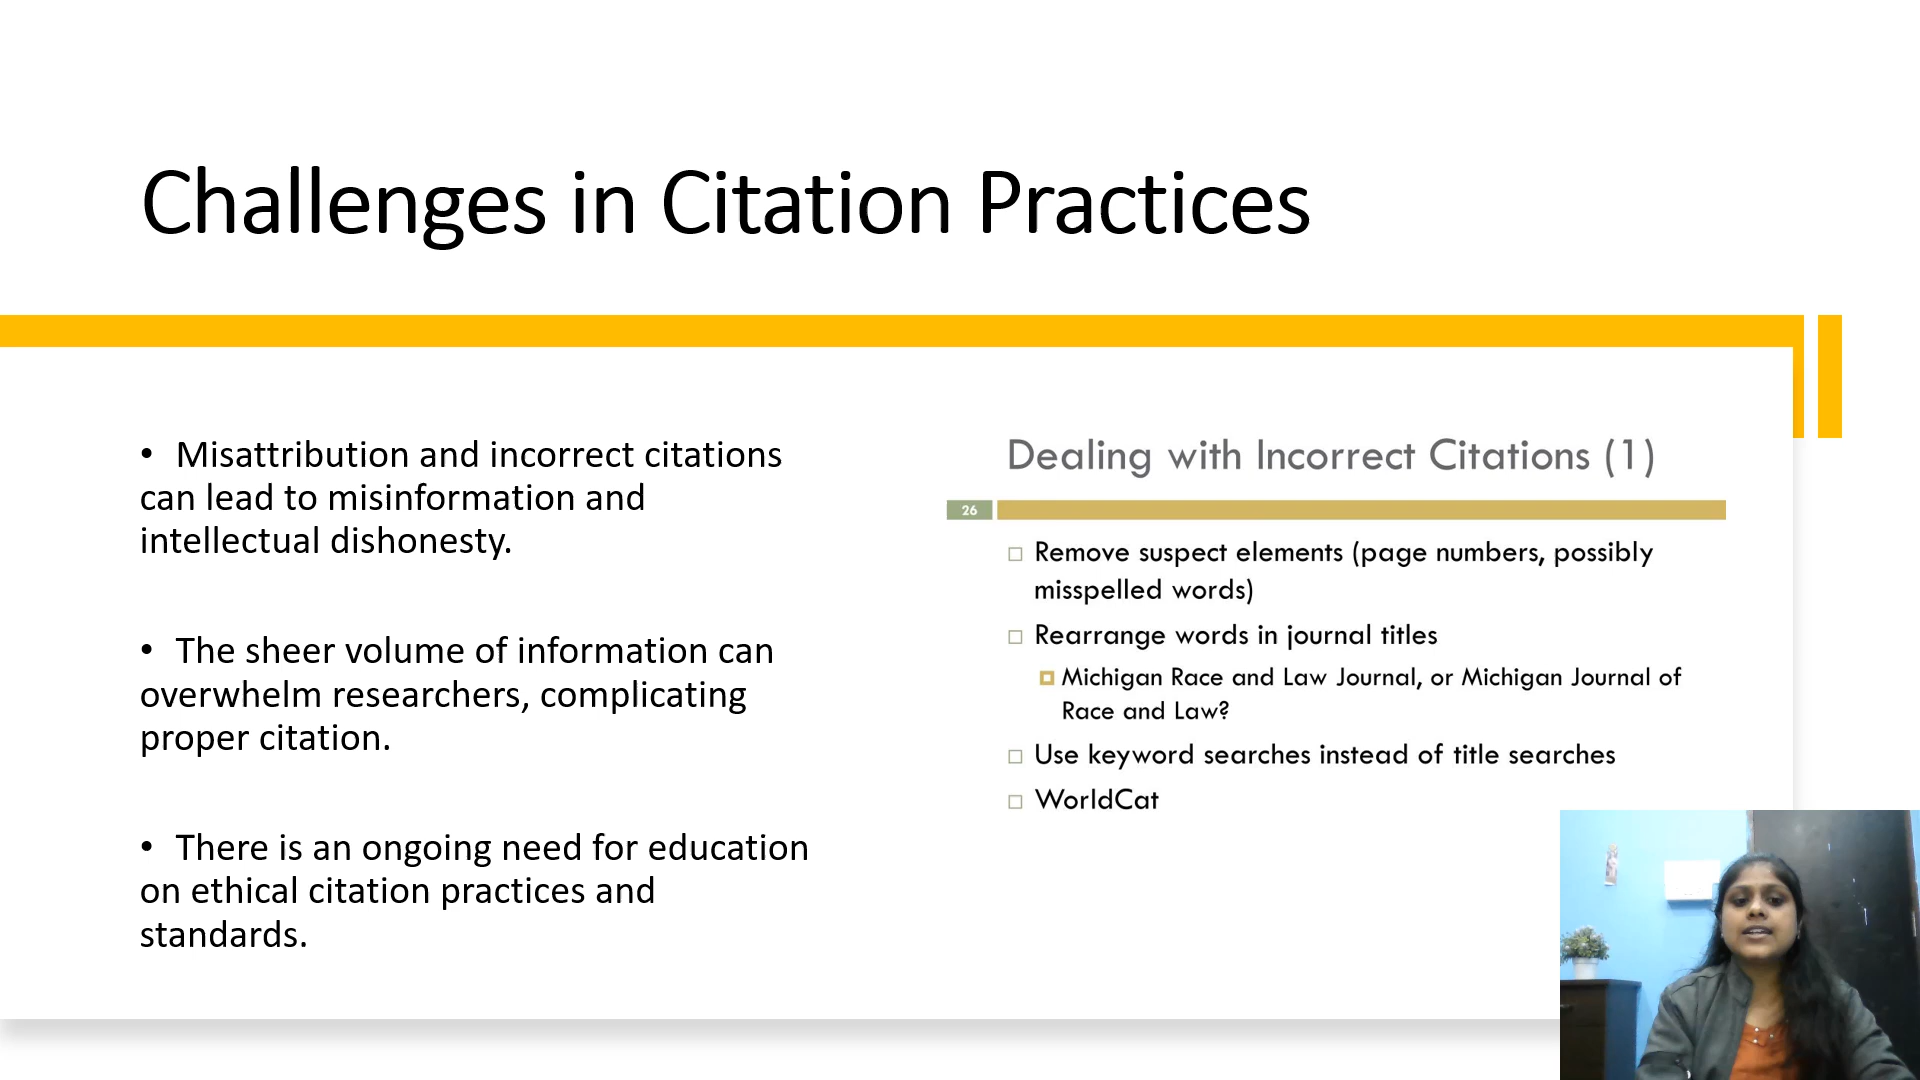 Challenges in Citation Practices
• Misattribution and incorrect citations
can lead to misinformation and
intellectual dishonesty.
• The sheer volume of information can
overwhelm researchers, complicating
proper citation.
• There is an ongoing need for education
on ethical citation practices and
standards.
Dealing with Incorrect Citations (1)
26
Remove suspect elements (page numbers, possibly
misspelled words)
Rearrange words in journal titles
Michigan Race and Law Journal, or Michigan Journal of
Race and Law?
Use keyword searches instead of title searches
WorldCat